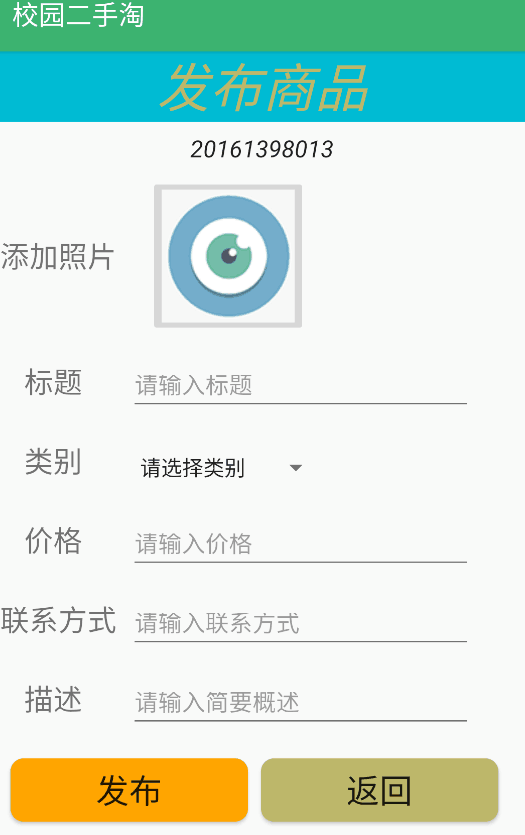 校园二手淘
发布商品
20161398013
添加照片
标题 请输入标题
类别 请选择类别
价格 请输入价格
联系方式 请输入联系方式
描述 请输入简要概述
发布 返回